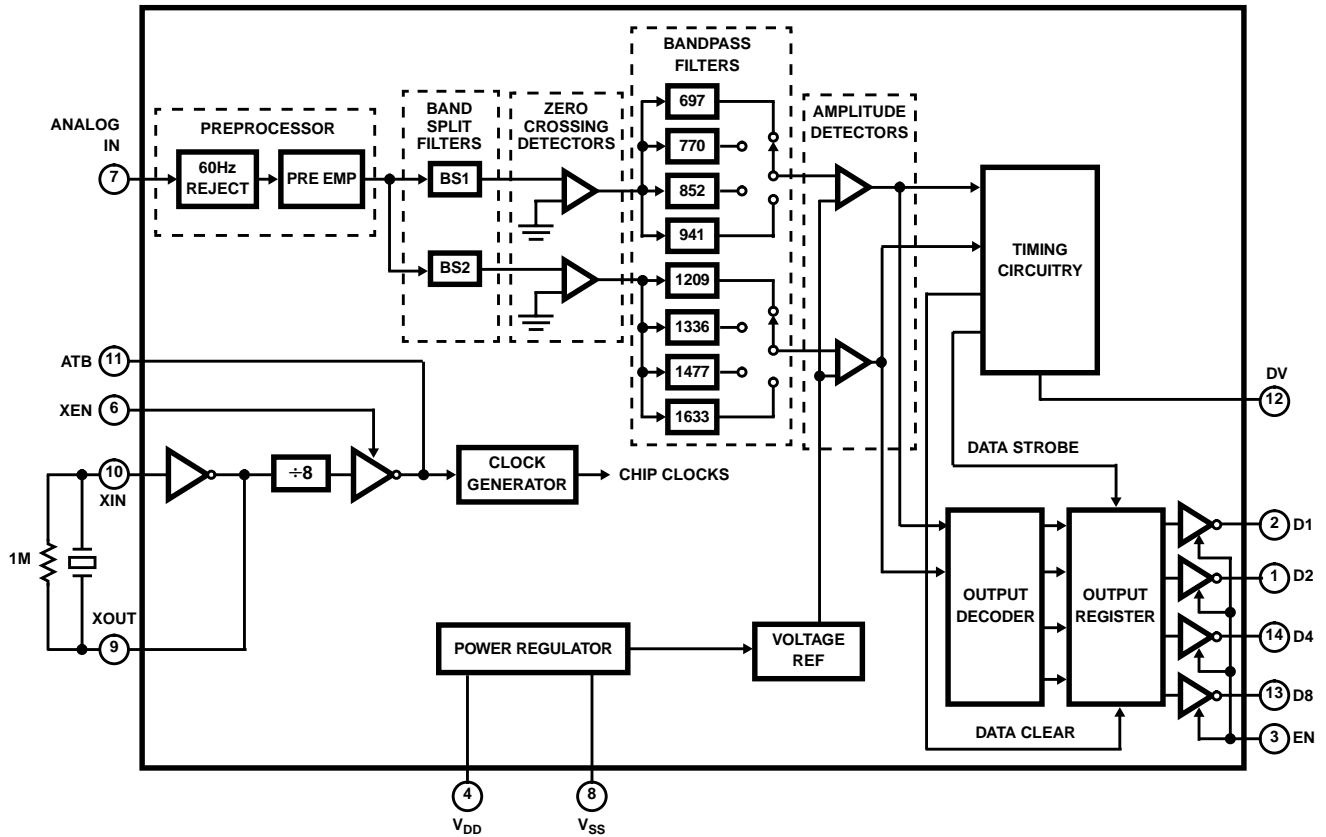 BANDPASS
FILTERS
ANALOG
IN
7
PREPROCESSOR
60Hz
REJECT
PRE EMP
BAND
SPLIT
FILTERS
BS1
BS2
ZERO
CROSSING
DETECTORS
697
770
852
941
1209
1336
1477
1633
AMPLITUDE
DETECTORS
TIMING
CIRCUITRY
DV
12
ATB
11
XEN
6
10
XIN
÷8
CLOCK
GENERATOR
CHIP CLOCKS
1M
XOUT
9
DATA STROBE
OUTPUT
DECODER
OUTPUT
REGISTER
2 D1
1 D2
14 D4
13 D8
3 EN
DATA CLEAR
POWER REGULATOR
VOLTAGE
REF
4
VDD
8
VSS